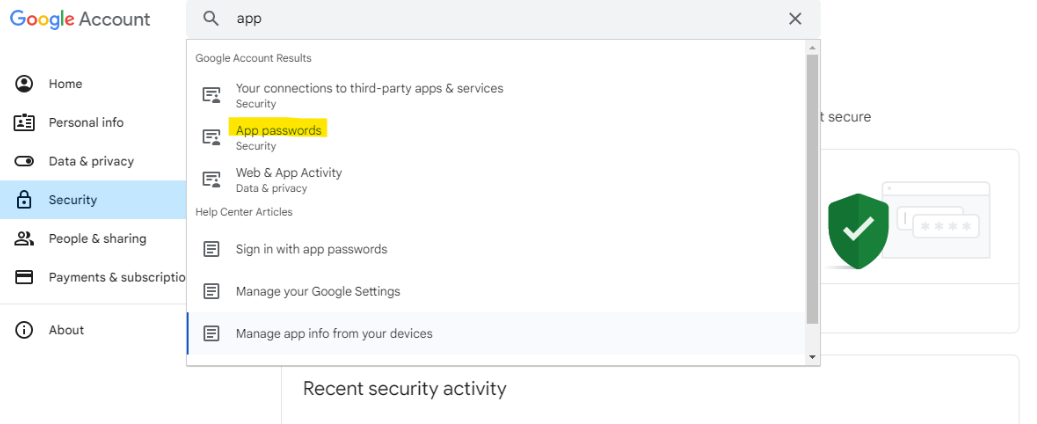 Google Account
app
Google Account Results
Your connections to third-party apps & services
Security
App passwords
Security
Web & App Activity
Data & privacy
Help Center Articles
Sign in with app passwords
Manage your Google Settings
Manage app info from your devices
Home
Personal info
Data & privacy
Security
People & sharing
Payments & subscriptio
About
t secure
****
Recent security activity